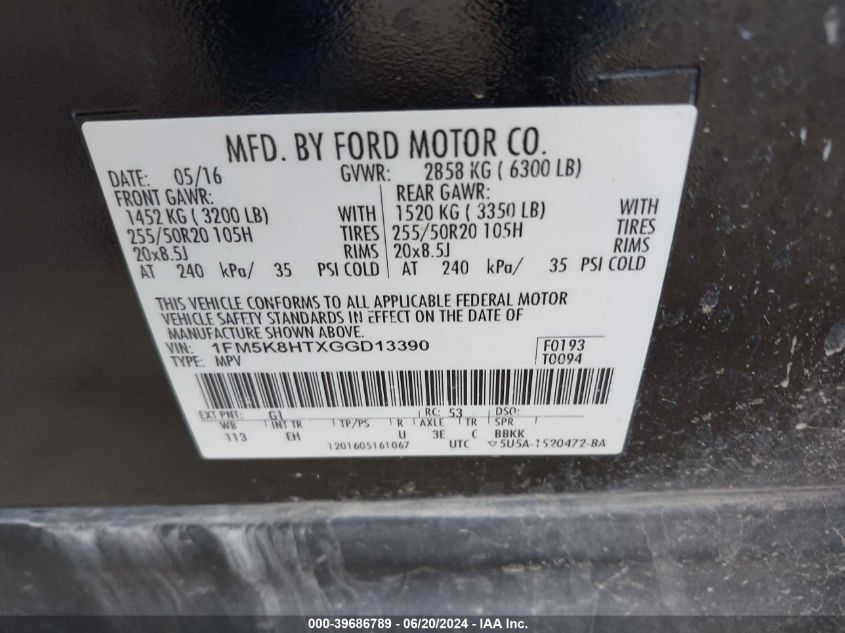 MFD. BY FORD MOTOR CO.
DATE: 05/16 GVWR: 2858 KG ( 6300 LB)
FRONT GAWR: REAR GAWR:
1452 KG ( 3200 LB) WITH 1520 KG ( 3350 LB) WITH
255/50R20 105H TIRES 255/50R20 105H TIRES
20x8.5J RIMS 20x8.5J RIMS
AT 240 kPa/ 35 PSI COLD AT 240 kPa/ 35 PSI COLD
THIS VEHICLE CONFORMS TO ALL APPLICABLE FEDERAL MOTOR
VEHICLE SAFETY STANDARDS IN EFFECT ON THE DATE OF
MANUFACTURE SHOWN ABOVE.
VIN: 1FM5K8HTXGGD13390 F0193
TYPE: MPV T0094
EXT PNT: G1 RC: 53 DSO:
WB INT TR TP/PS R AXLE TR SPR
113 EH U 3E C BBKK
1201605161067 UTC ▽5U5A-1520472-BA
000-39686789 - 06/20/2024 - IAA Inc.